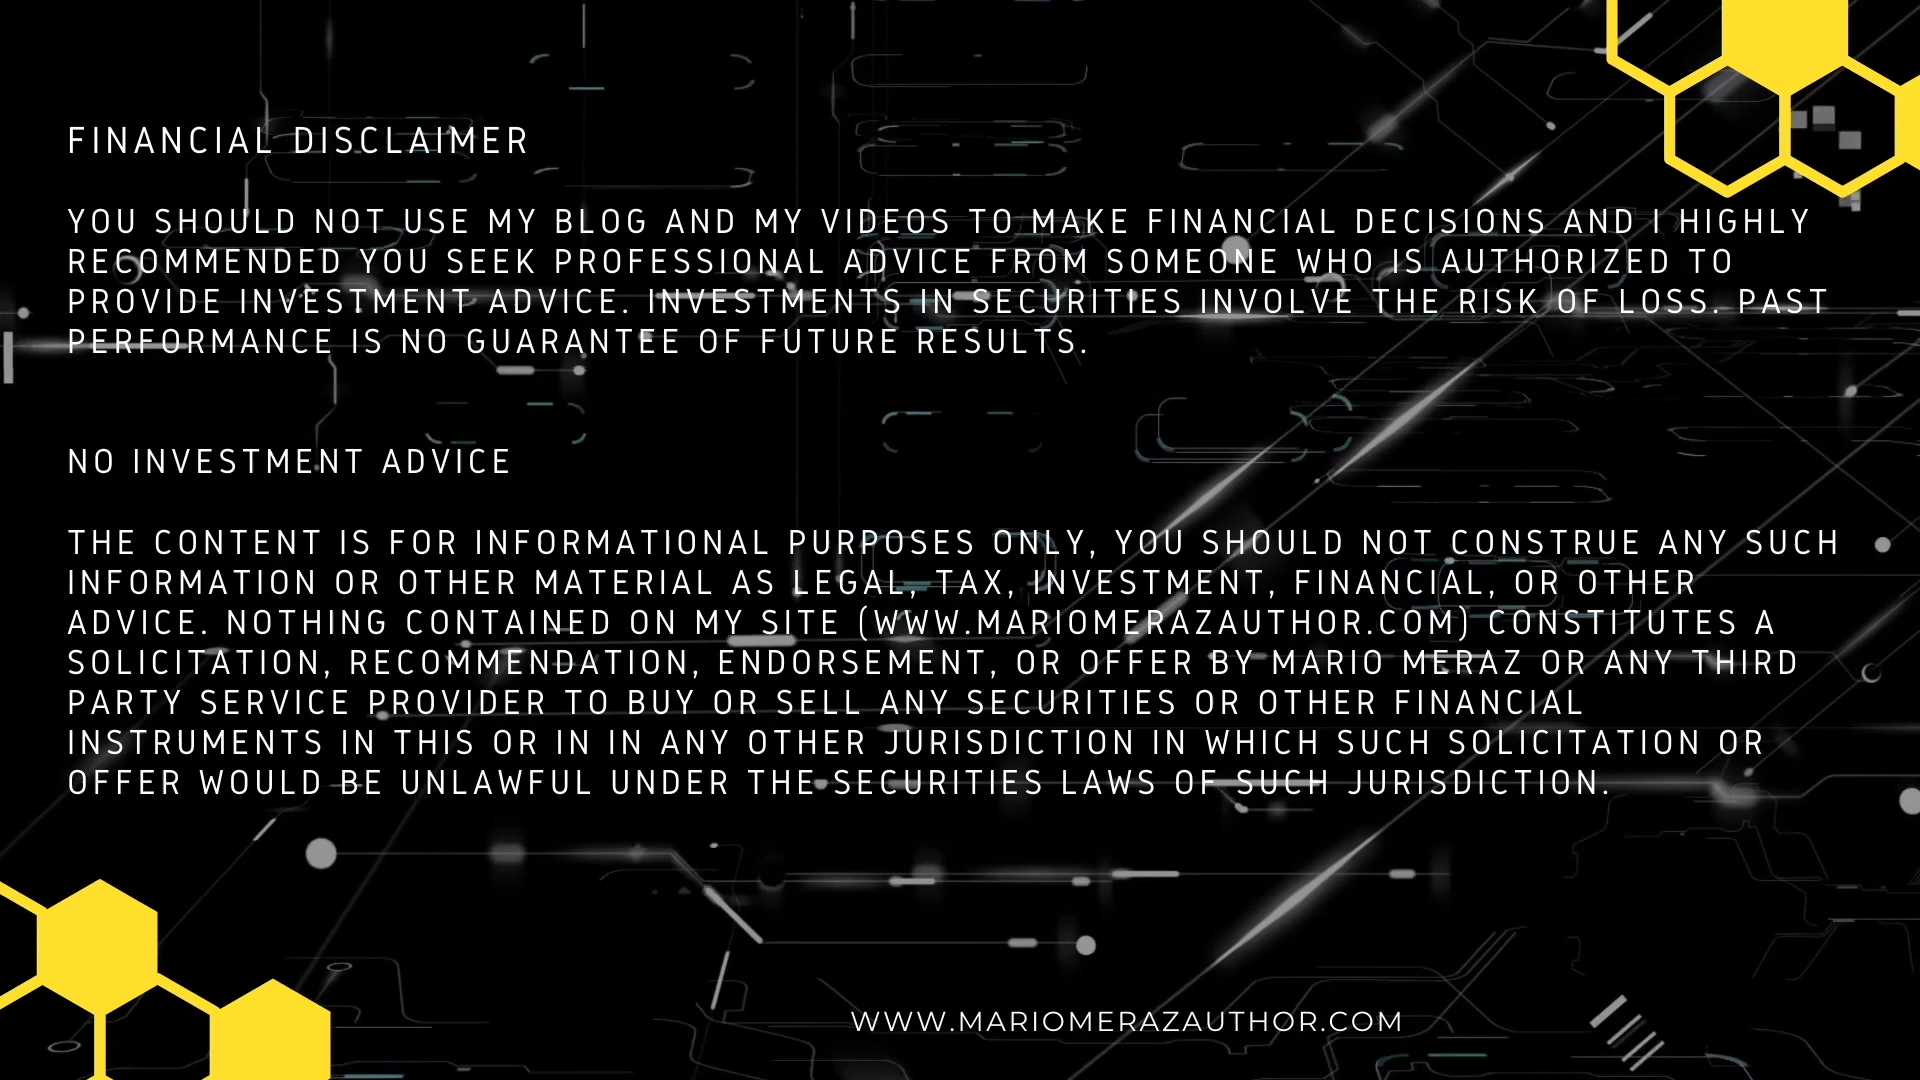 FINANCIAL DISCLAIMER
YOU SHOULD NOT USE MY BLOG AND MY VIDEOS TO MAKE FINANCIAL DECISIONS AND I HIGHLY
RECOMMENDED YOU SEEK PROFESSIONAL ADVICE FROM SOMEONE WHO IS AUTHORIZED TO
PROVIDE INVESTMENT ADVICE. INVESTMENTS IN SECURITIES INVOLVE THE RISK OF LOSS. PAST
PERFORMANCE IS NO GUARANTEE OF FUTURE RESULTS.
NO INVESTMENT ADVICE
THE CONTENT IS FOR INFORMATIONAL PURPOSES ONLY, YOU SHOULD NOT CONSTRUE ANY SUCH
INFORMATION OR OTHER MATERIAL AS LEGAL, TAX, INVESTMENT, FINANCIAL, OR OTHER
ADVICE. NOTHING CONTAINED ON MY SITE (WWW.MARIOMERAZAUTHOR.COM) CONSTITUTES A
SOLICITATION, RECOMMENDATION, ENDORSEMENT, OR OFFER BY MARIO MERAZ OR ANY THIRD
PARTY SERVICE PROVIDER TO BUY OR SELL ANY SECURITIES OR OTHER FINANCIAL
INSTRUMENTS IN THIS OR IN IN ANY OTHER JURISDICTION IN WHICH SUCH SOLICITATION OR
OFFER WOULD BE UNLAWFUL UNDER THE SECURITIES LAWS OF SUCH JURISDICTION.
WWW.MARIOMERAZAUTHOR.COM